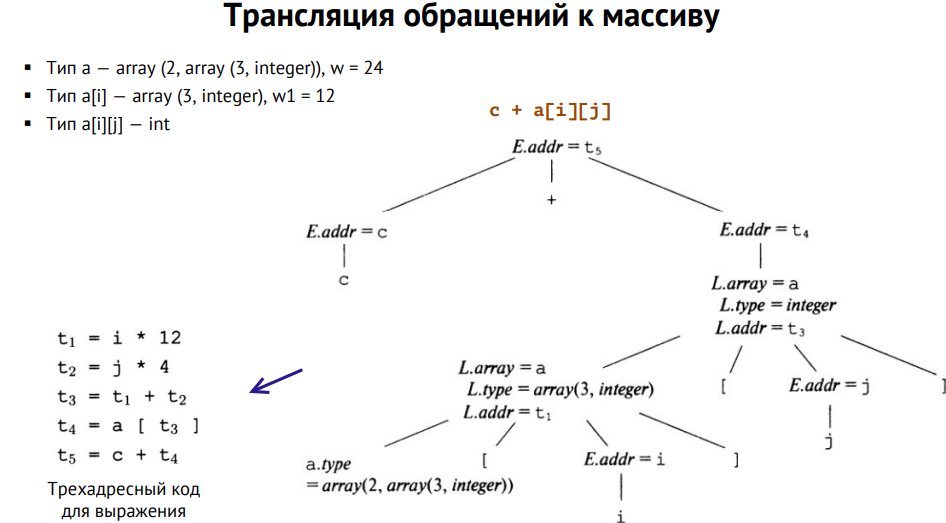 Трансляция обращений к массиву
▪ Тип a — array (2, array (3, integer)), w = 24
▪ Тип a[i] — array (3, integer), w1 = 12
▪ Тип a[i][j] — int
c + a[i][j]
E.addr = t₅
+
E.addr = c
E.addr = t₄
c
L.array = a
L.type = integer
L.addr = t₃
t₁ = i * 12
t₂ = j * 4
t₃ = t₁ + t₂
t₄ = a [ t₃ ]
t₅ = c + t₄
Трехадресный код
для выражения
L.array = a
L.type = array(3, integer)
L.addr = t₁
[
E.addr = j
]
j
a.type
= array(2, array(3, integer))
[
E.addr = i
]
i